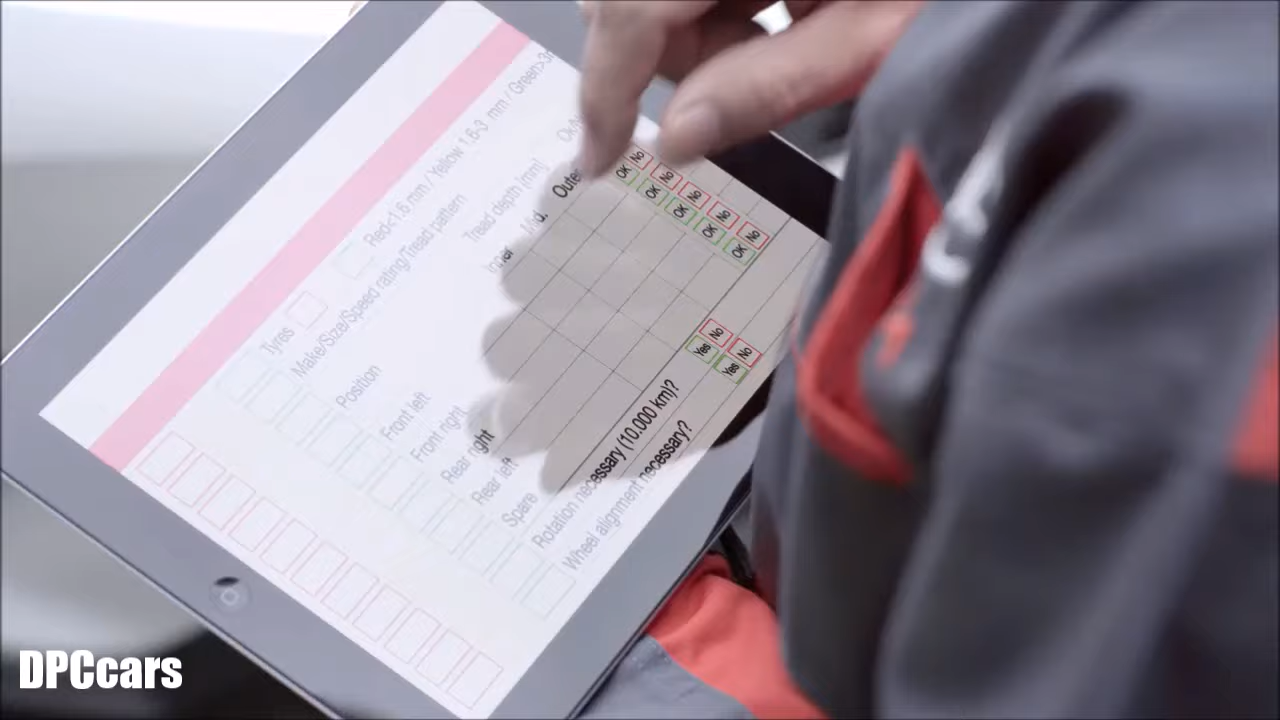 Red<1.6 mm / Yellow 1.6-3 mm / Green>3
Tyres
Make/Size/Speed rating/Tread pattern
Tread depth [mm]
Position Inner Mid. Outer
Front left OK No
Front right OK No
Rear right OK No
Rear left OK No
Spare OK No
Rotation necessary (10.000 km)? Yes No
Wheel alignment necessary? Yes No
DPCcars